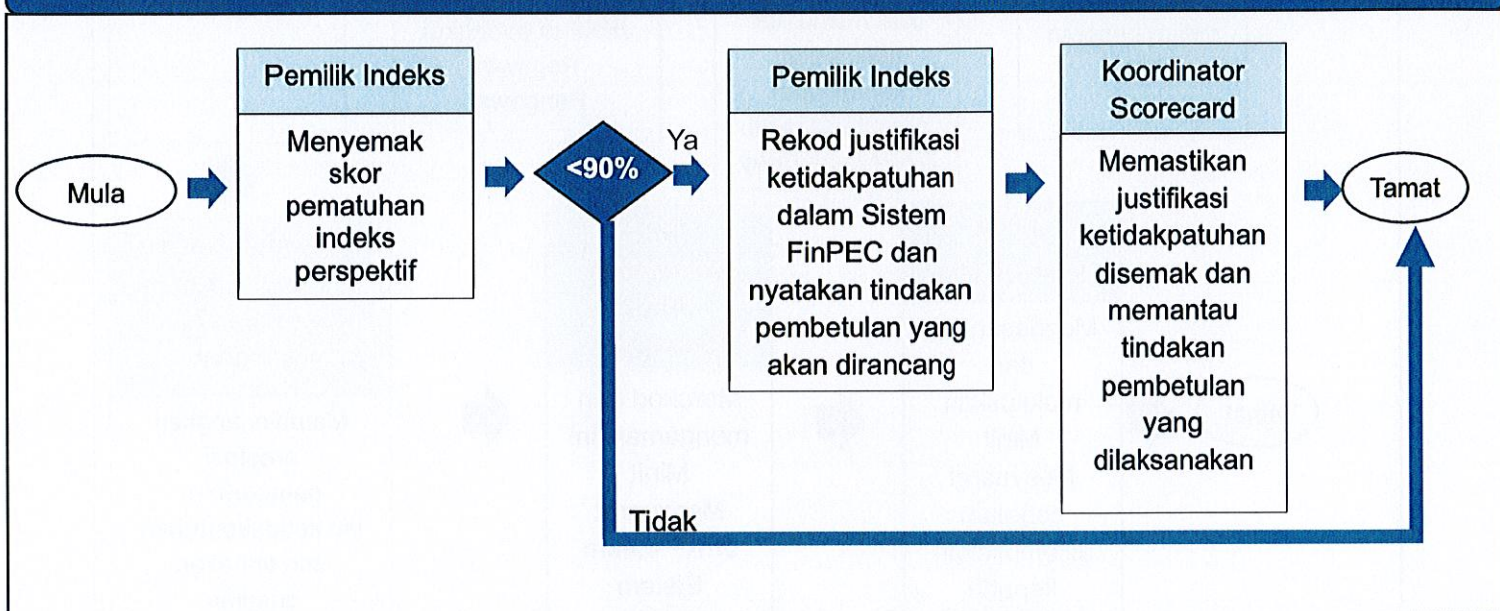 Mula
Pemilik Indeks
Menyemak
skor
pematuhan
indeks
perspektif
<90%
Ya
Tidak
Pemilik Indeks
Rekod justifikasi
ketidakpatuhan
dalam Sistem
FinPEC dan
nyatakan tindakan
pembetulan yang
akan dirancang
Koordinator
Scorecard
Memastikan
justifikasi
ketidakpatuhan
disemak dan
memantau
tindakan
pembetulan
yang
dilaksanakan
Tamat